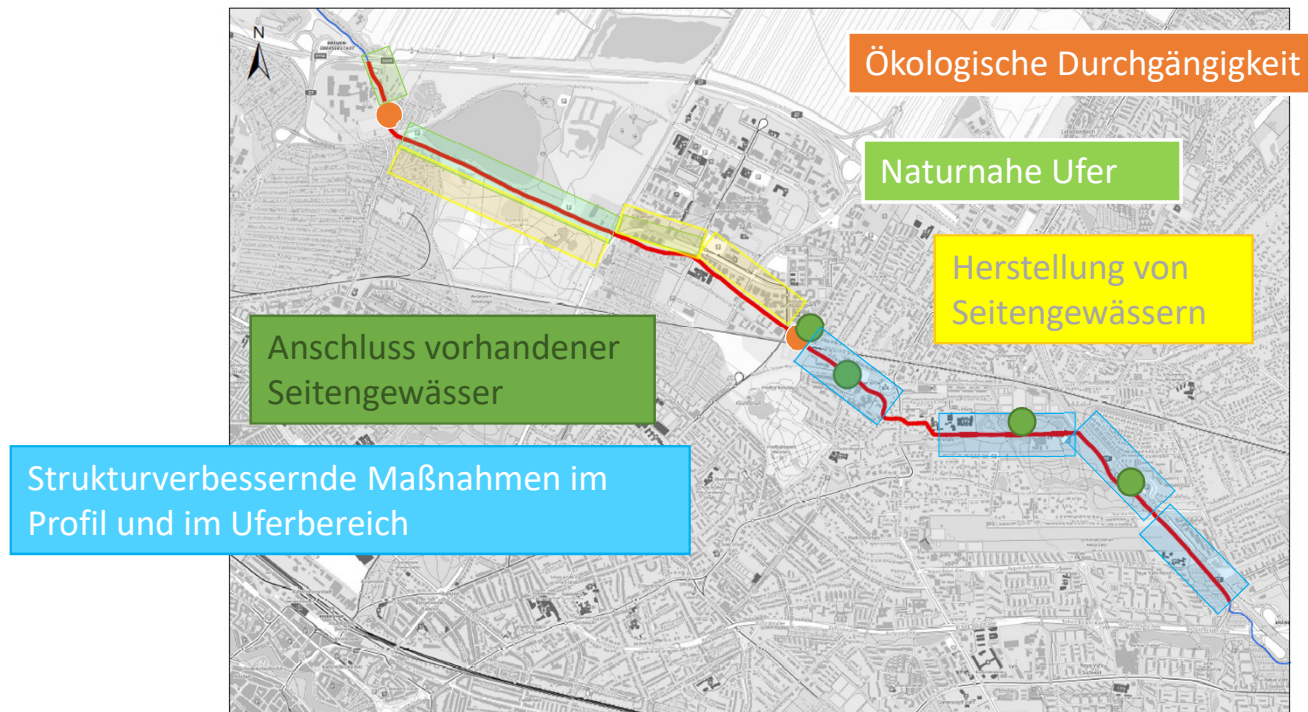 N
Ökologische Durchgängigkeit
Naturnahe Ufer
Herstellung von
Seitengewässern
Anschluss vorhandener
Seitengewässer
Strukturverbessernde Maßnahmen im
Profil und im Uferbereich